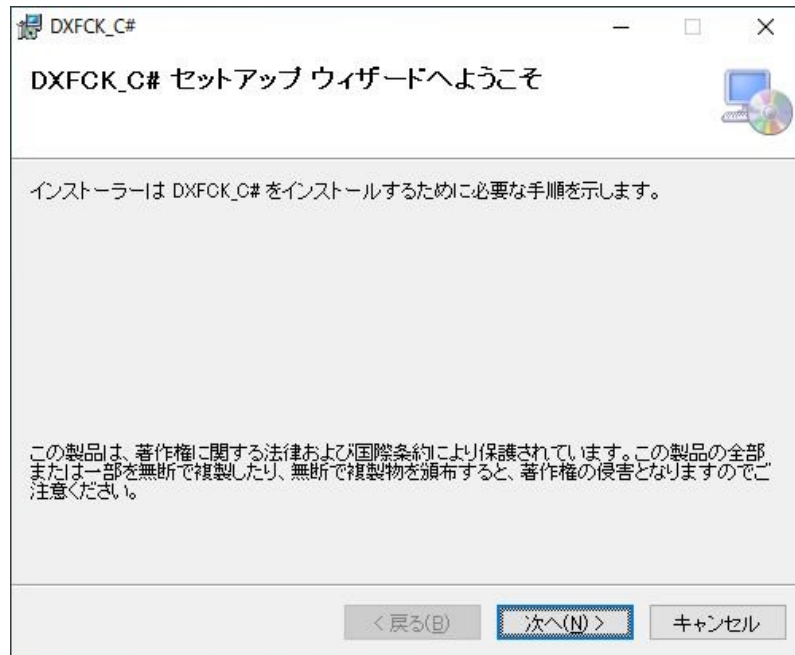 DXFCK_C#
DXFCK_C# セットアップ ウィザードへようこそ
インストーラーは DXFCK_C# をインストールするために必要な手順を示します。
この製品は、著作権に関する法律および国際条約により保護されています。この製品の全部
または一部を無断で複製したり、無断で複製物を頒布すると、著作権の侵害となりますのでご
注意ください。
< 戻る(B)
次へ(N) >
キャンセル